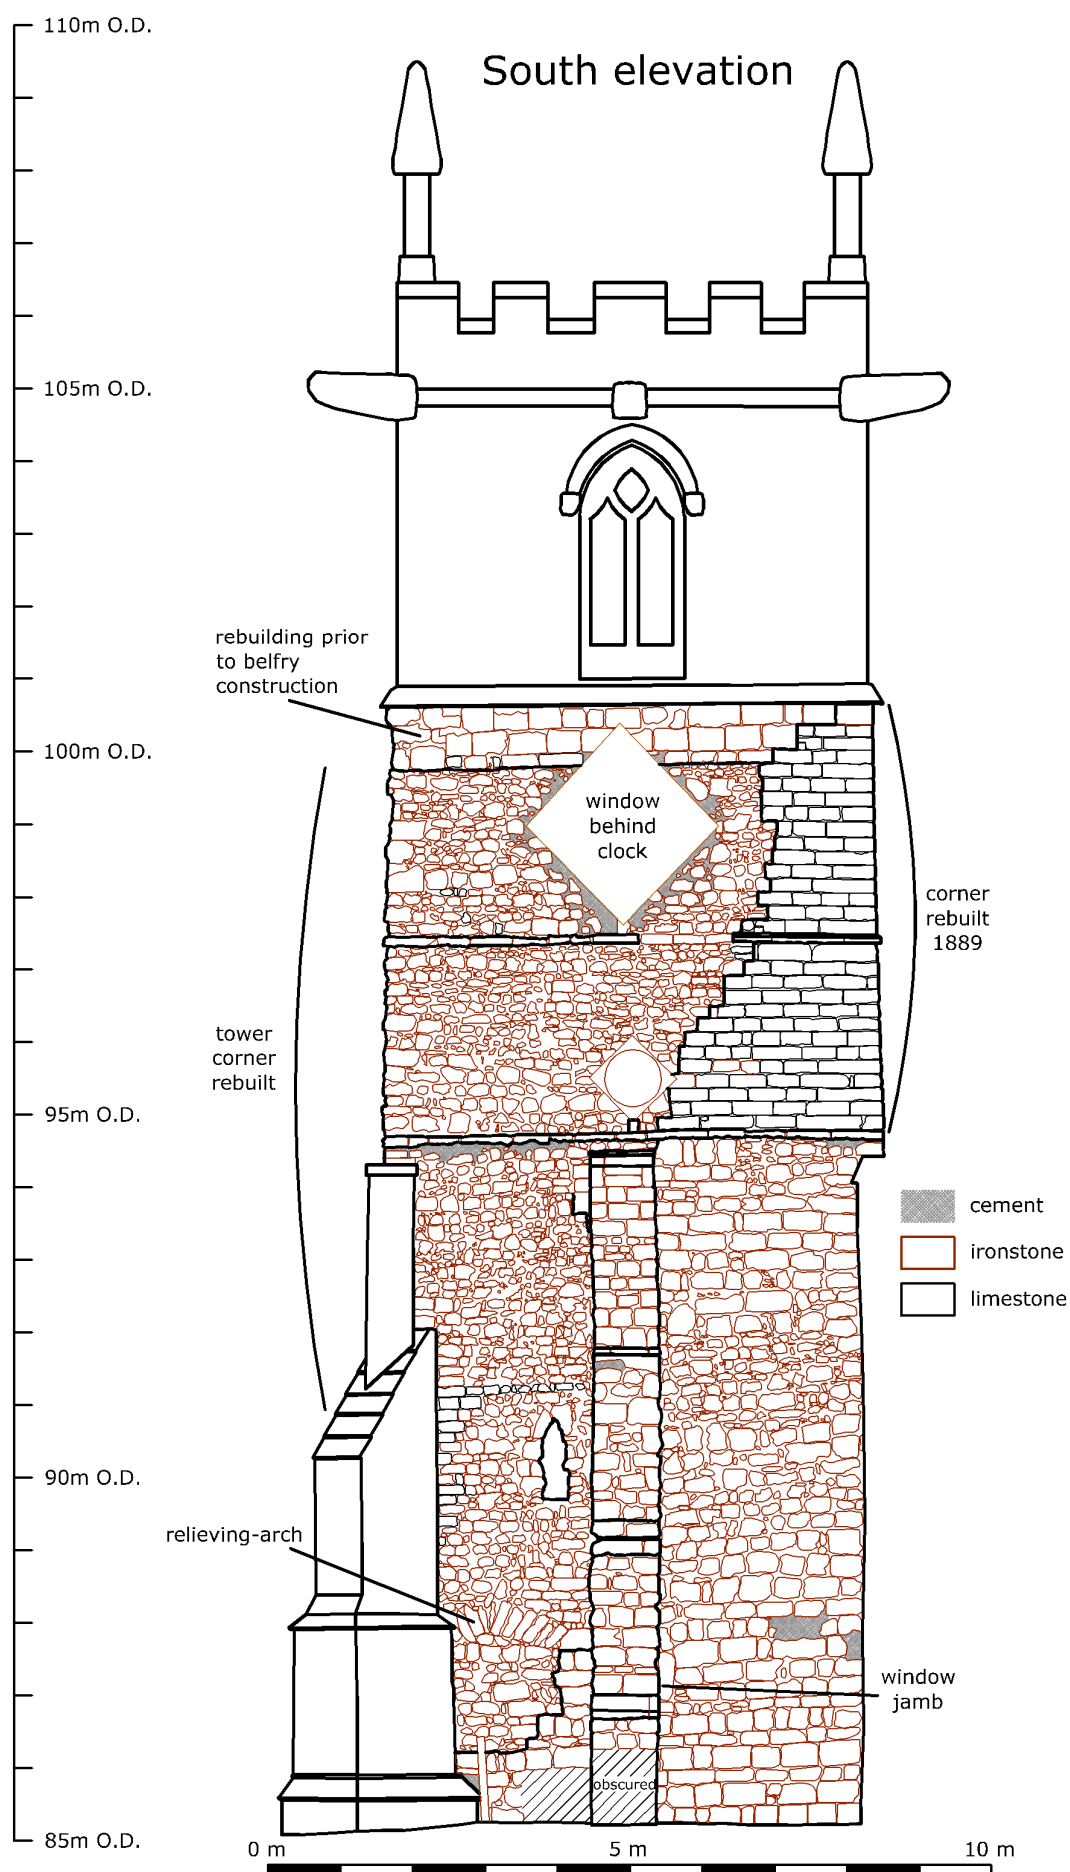 110m O.D.
South elevation
105m O.D.
rebuilding prior
to belfry
construction
100m O.D.
window
behind
clock
corner
rebuilt
1889
tower
corner
rebuilt
95m O.D.
cement
ironstone
limestone
90m O.D.
relieving-arch
window
jamb
obscured
85m O.D.
0 m
5 m
10 m